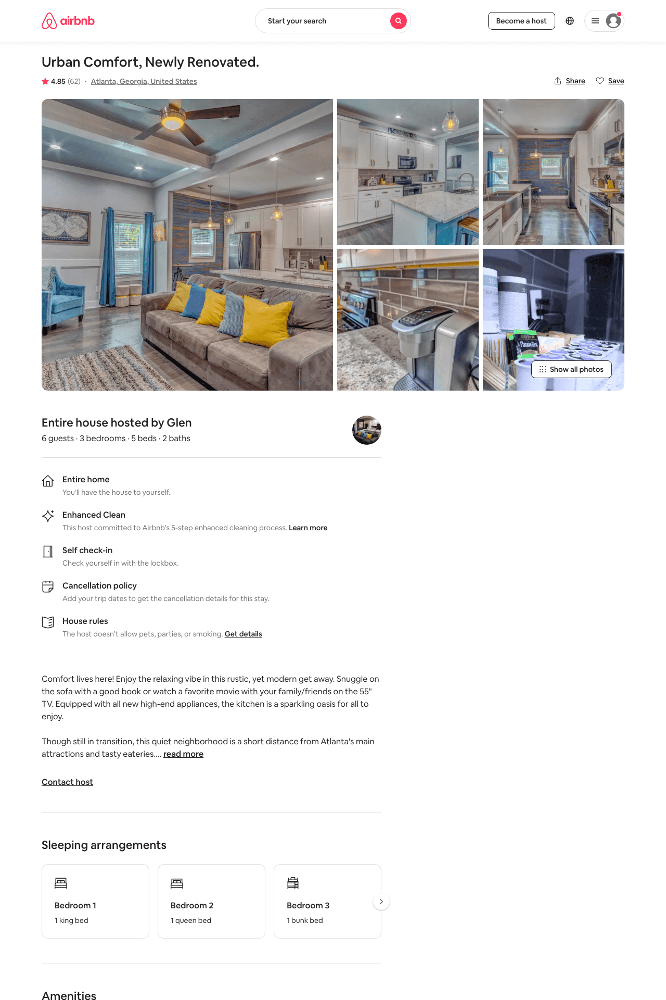 airbnb
Start your search
Become a host
Urban Comfort, Newly Renovated.
4.85 (62) · Atlanta, Georgia, United States
Share
Save
Show all photos
Entire house hosted by Glen
6 guests · 3 bedrooms · 5 beds · 2 baths
Entire home
You’ll have the house to yourself.
Enhanced Clean
This host committed to Airbnb's 5-step enhanced cleaning process. Learn more
Self check-in
Check yourself in with the lockbox.
Cancellation policy
Add your trip dates to get the cancellation details for this stay.
House rules
The host doesn’t allow pets, parties, or smoking. Get details
Comfort lives here! Enjoy the relaxing vibe in this rustic, yet modern get away. Snuggle on
the sofa with a good book or watch a favorite movie with your family/friends on the 55"
TV. Equipped with all new high-end appliances, the kitchen is a sparkling oasis for all to
enjoy.
Though still in transition, this quiet neighborhood is a short distance from Atlanta's main
attractions and tasty eateries.... read more
Contact host
Sleeping arrangements
Bedroom 1
1 king bed
Bedroom 2
1 queen bed
Bedroom 3
1 bunk bed
Amenities